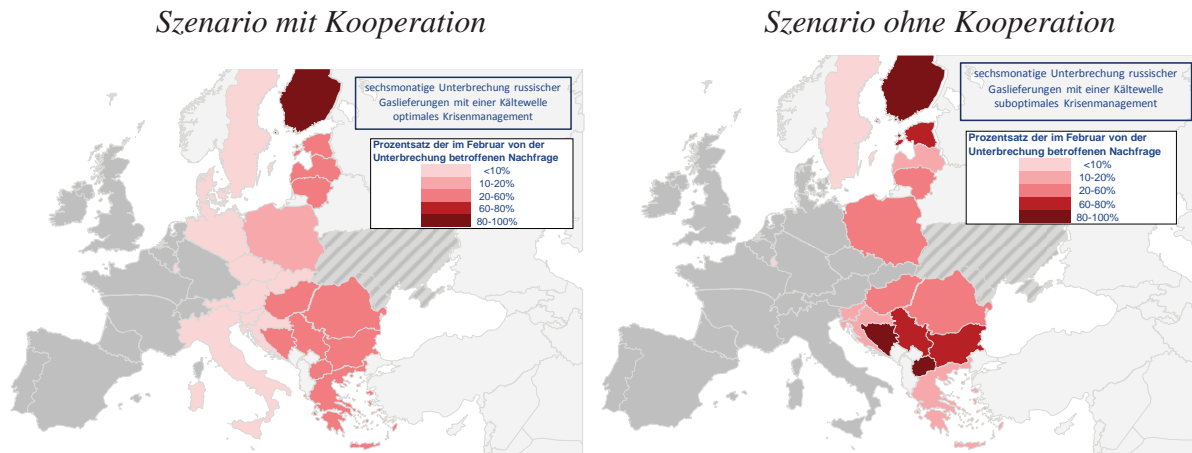 Szenario mit Kooperation
sechsmonatige Unterbrechung russischer
Gaslieferungen mit einer Kältewelle
optimales Krisenmanagement
Prozentsatz der im Februar von der
Unterbrechung betroffenen Nachfrage
<10%
10-20%
20-60%
60-80%
80-100%
Szenario ohne Kooperation
sechsmonatige Unterbrechung russischer
Gaslieferungen mit einer Kältewelle
suboptimales Krisenmanagement
Prozentsatz der im Februar von der
Unterbrechung betroffenen Nachfrage
<10%
10-20%
20-60%
60-80%
80-100%